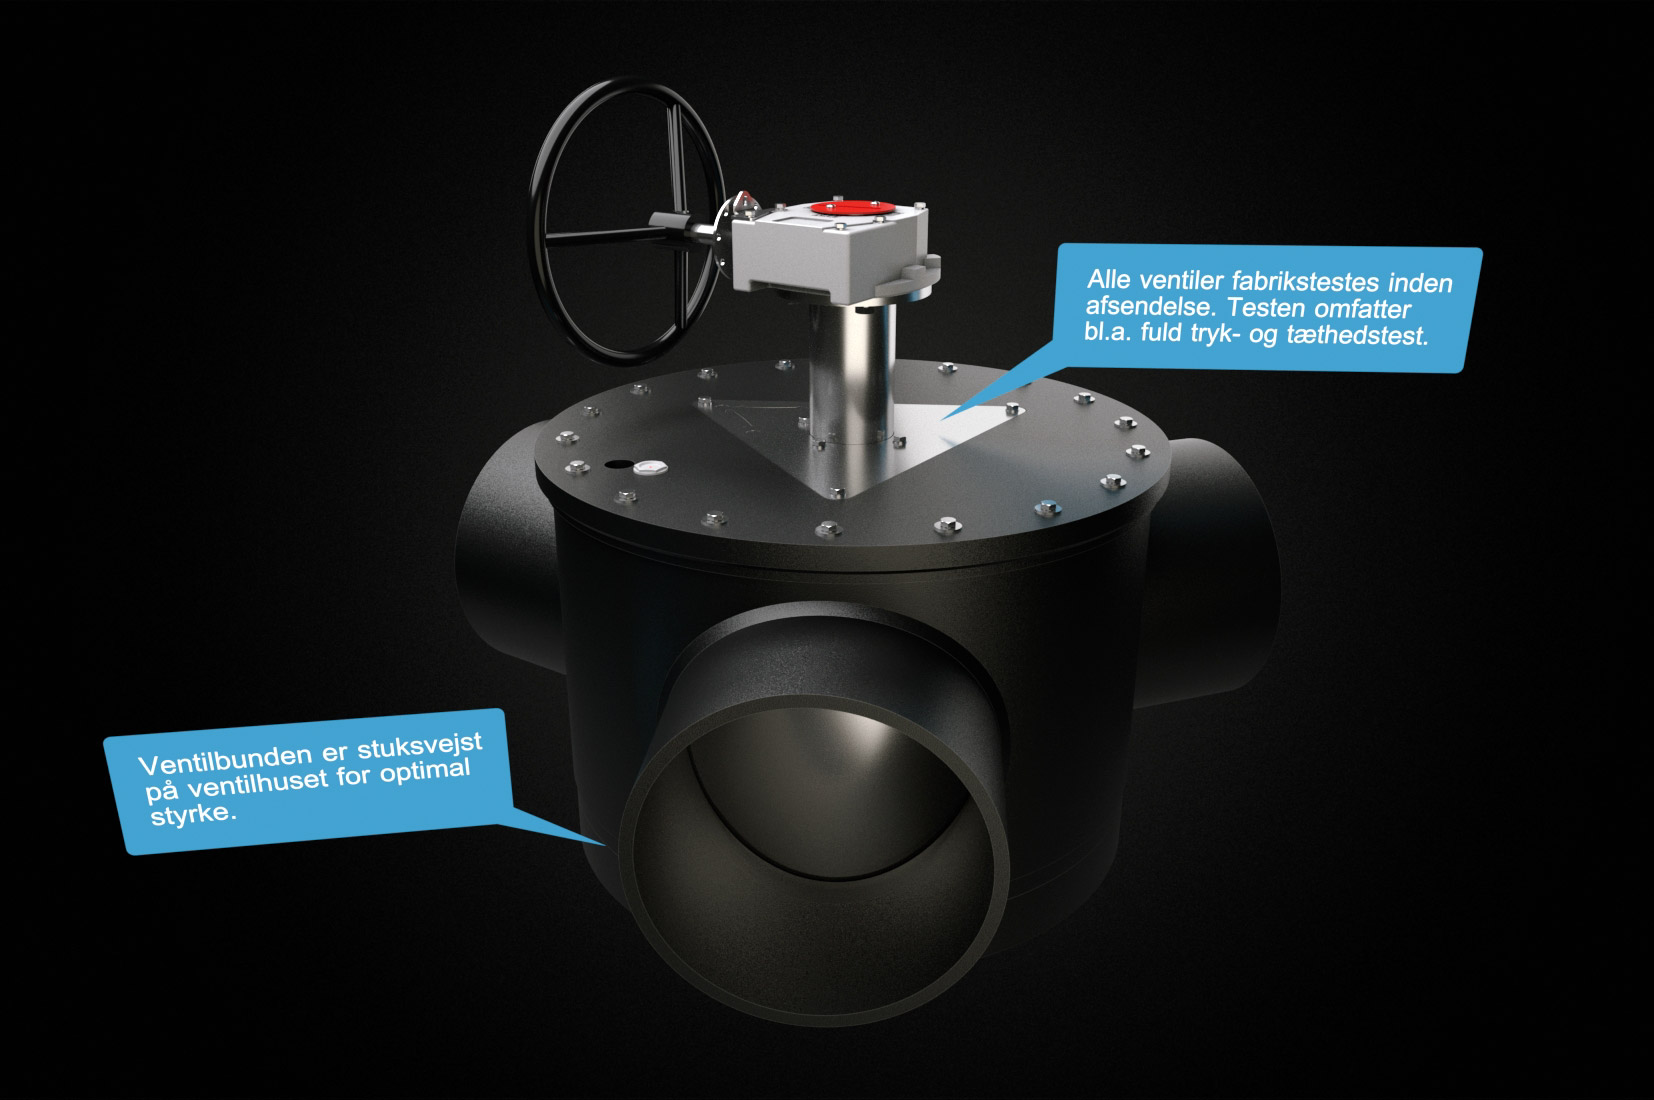 Alle ventiler fabrikstestes inden
afsendelse. Testen omfatter
bl.a. fuld tryk- og tæthedstest.
Ventilbunden er stuksvejst
på ventilhuset for optimal
styrke.